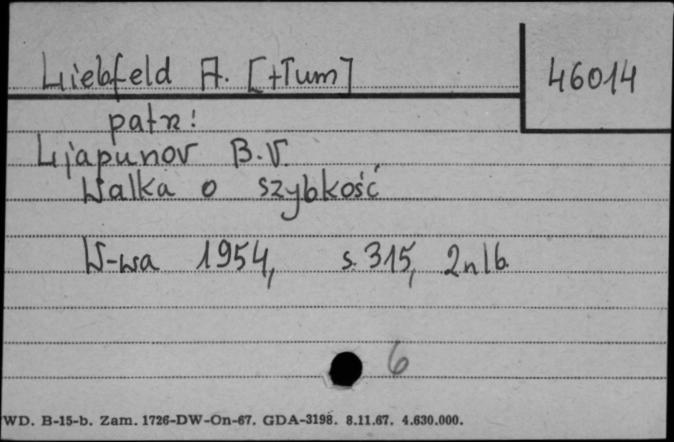 Liebfeld A. [+Tum]
46014
patrz:
Ljapunov B.V.
Walka o szybkość
W-wa 1954, s. 315, 2nlb.
6
WD. B-15-b. Zam. 1726-DW-On-67. GDA-3198. 8.11.67. 4.630.000.